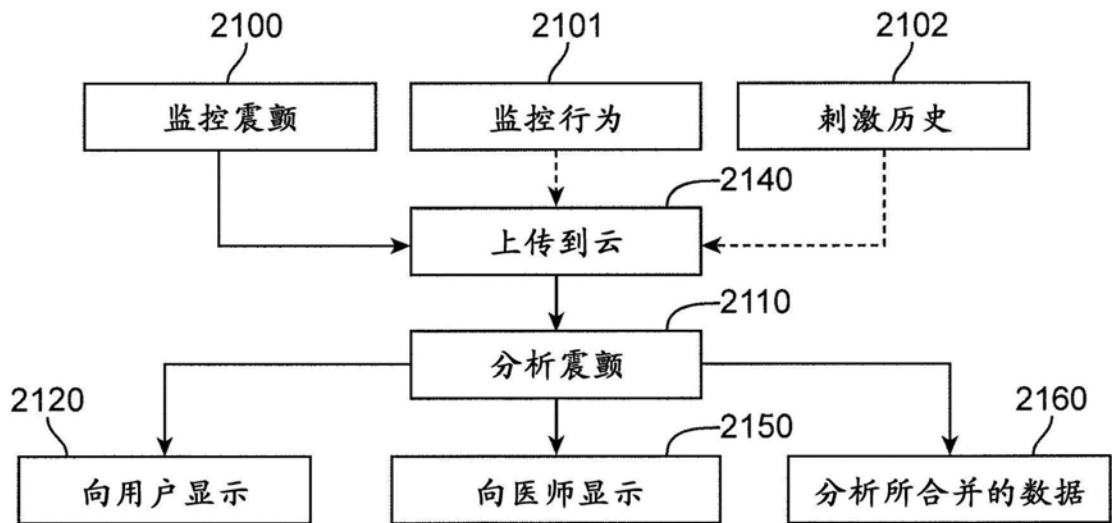 2100
2101
2102
监控震颤
监控行为
刺激历史
2140
上传到云
2110
分析震颤
2120
2150
2160
向用户显示
向医师显示
分析所合并的数据